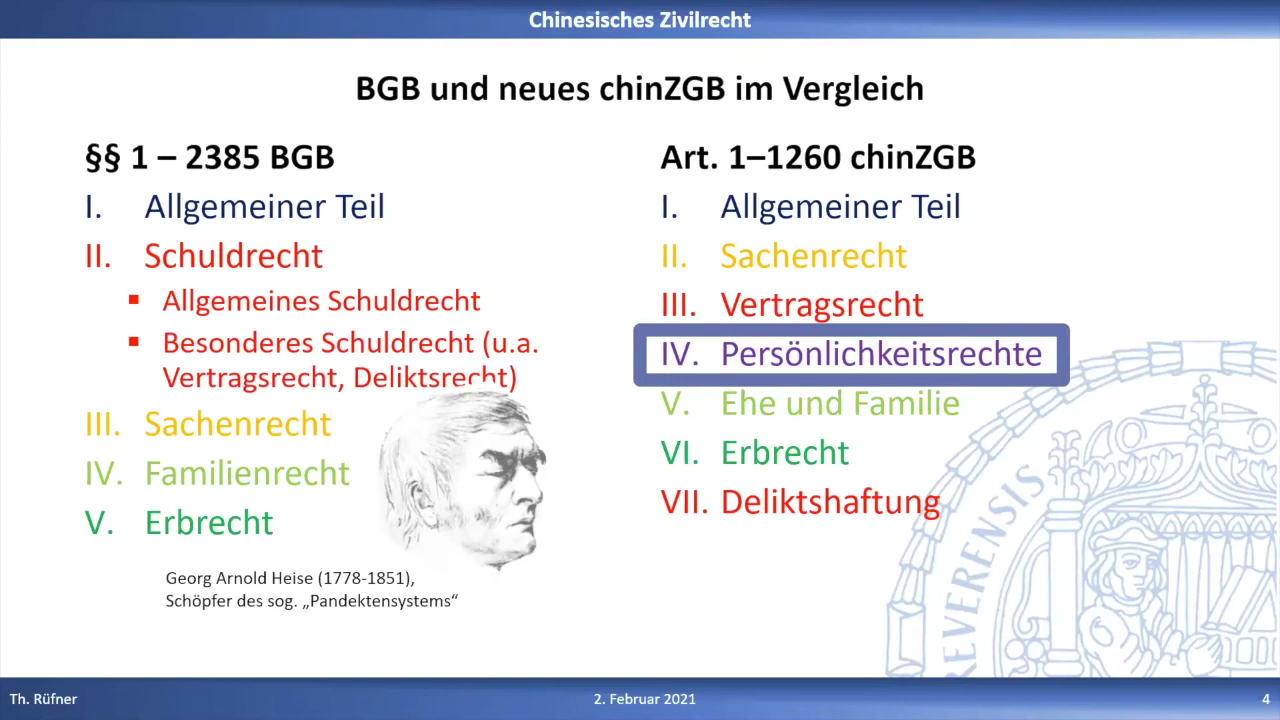 Chinesisches Zivilrecht
BGB und neues chinZGB im Vergleich
§§ 1 – 2385 BGB
I. Allgemeiner Teil
II. Schuldrecht
▪ Allgemeines Schuldrecht
▪ Besonderes Schuldrecht (u.a.
Vertragsrecht, Deliktsrecht)
III. Sachenrecht
IV. Familienrecht
V. Erbrecht
Georg Arnold Heise (1778-1851),
Schöpfer des sog. „Pandektensystems“
Art. 1–1260 chinZGB
I. Allgemeiner Teil
II. Sachenrecht
III. Vertragsrecht
IV. Persönlichkeitsrechte
V. Ehe und Familie
VI. Erbrecht
VII. Deliktshaftung
REVERENSIS
Th. Rüfner
2. Februar 2021
4